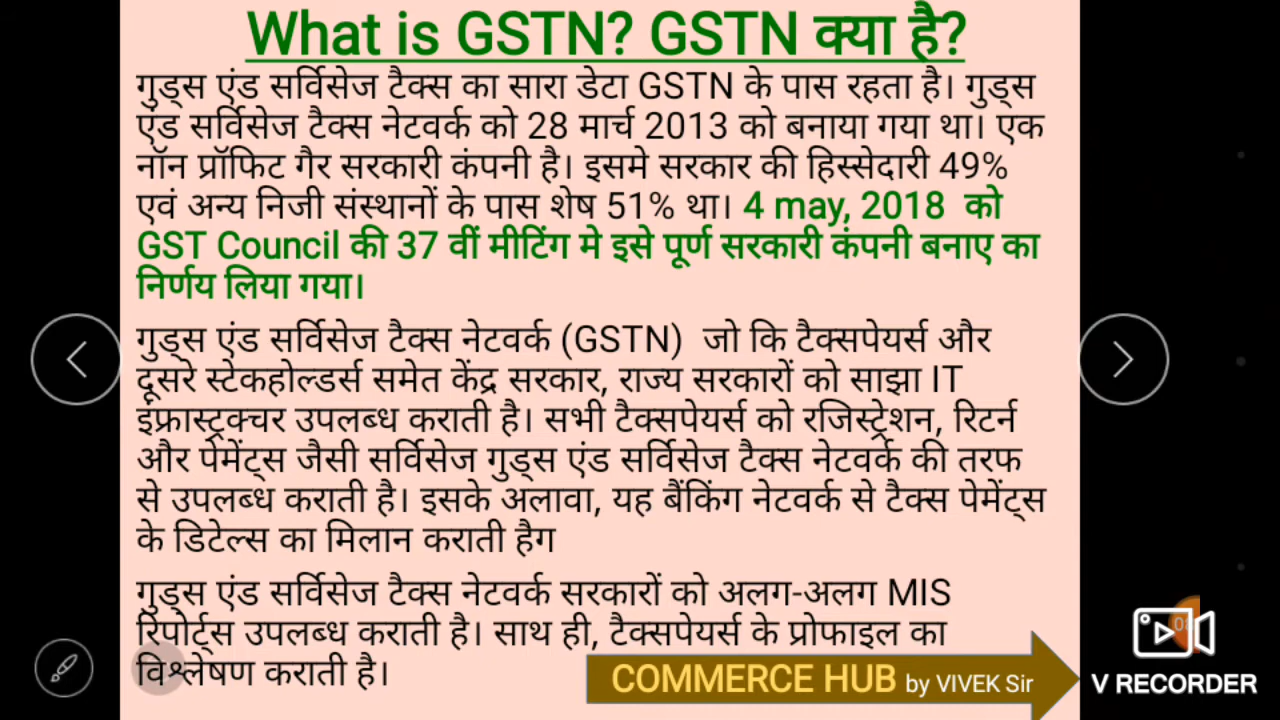 What is GSTN? GSTN क्या है?
गुड्स एंड सर्विसेज टैक्स का सारा डेटा GSTN के पास रहता है। गुड्स
एंड सर्विसेज टैक्स नेटवर्क को 28 मार्च 2013 को बनाया गया था। एक
नॉन प्रॉफिट गैर सरकारी कंपनी है। इसमे सरकार की हिस्सेदारी 49%
एवं अन्य निजी संस्थानों के पास शेष 51% था। 4 may, 2018 को
GST Council की 37 वीं मीटिंग मे इसे पूर्ण सरकारी कंपनी बनाए का
निर्णय लिया गया।
गुड्स एंड सर्विसेज टैक्स नेटवर्क (GSTN) जो कि टैक्सपेयर्स और
दूसरे स्टेकहोल्डर्स समेत केंद्र सरकार, राज्य सरकारों को साझा IT
इंफ्रास्ट्रक्चर उपलब्ध कराती है। सभी टैक्सपेयर्स को रजिस्ट्रेशन, रिटर्न
और पेमेंट्स जैसी सर्विसेज गुड्स एंड सर्विसेज टैक्स नेटवर्क की तरफ
से उपलब्ध कराती है। इसके अलावा, यह बैंकिंग नेटवर्क से टैक्स पेमेंट्स
के डिटेल्स का मिलान कराती हैग
गुड्स एंड सर्विसेज टैक्स नेटवर्क सरकारों को अलग-अलग MIS
रिपोर्ट्स उपलब्ध कराती है। साथ ही, टैक्सपेयर्स के प्रोफाइल का
विश्लेषण कराती है।
COMMERCE HUB by VIVEK Sir
V RECORDER